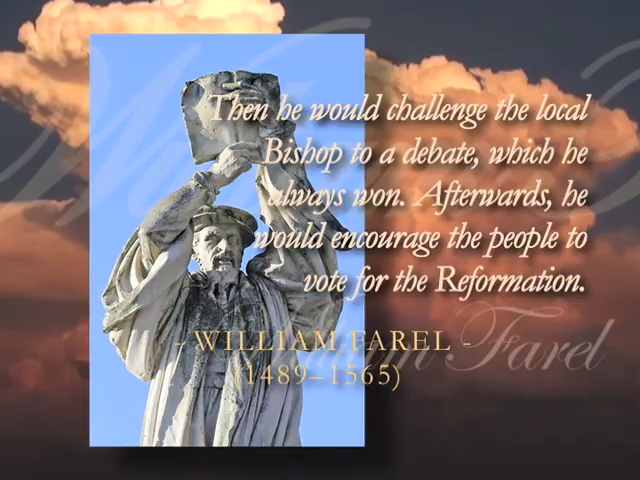 Then he would challenge the local
Bishop to a debate, which he
always won. Afterwards, he
would encourage the people to
vote for the Reformation.
- WILLIAM FAREL -
1489–1565)
Farel